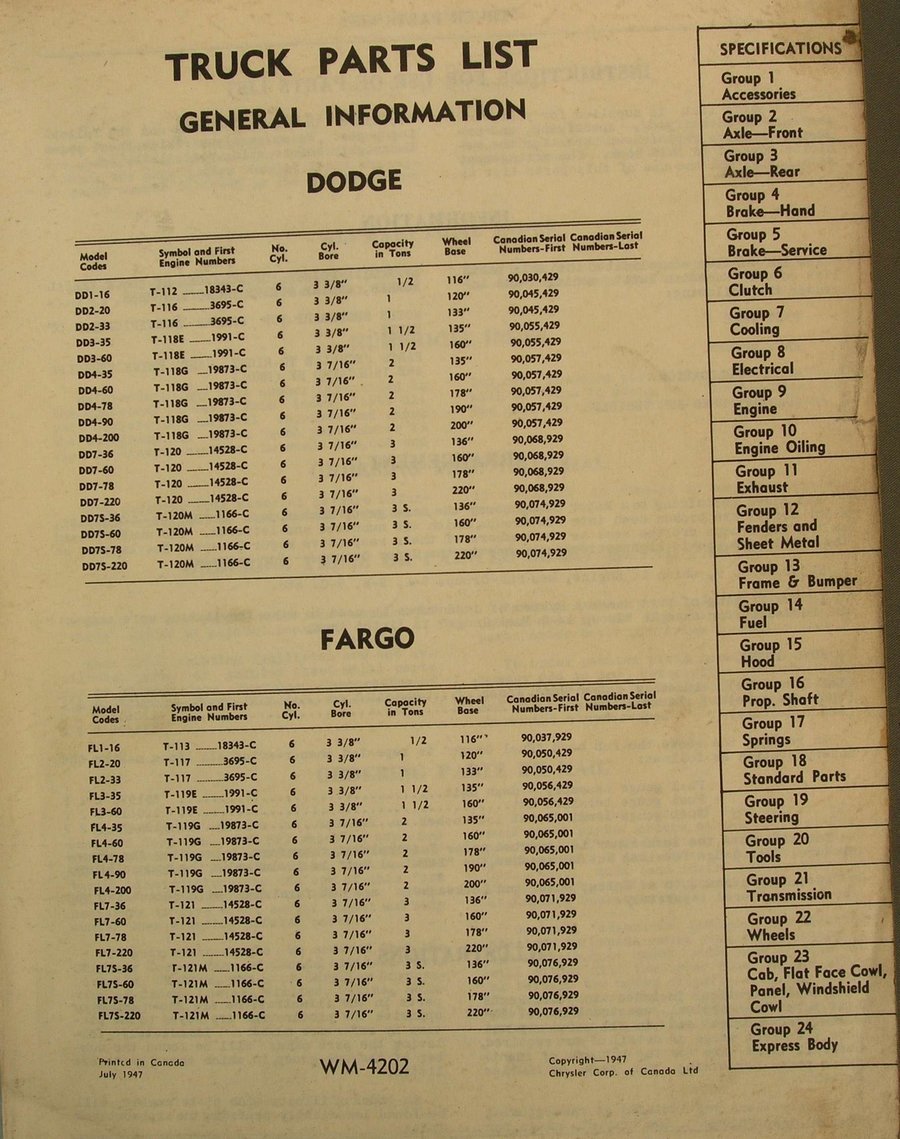 TRUCK PARTS LIST
GENERAL INFORMATION
DODGE
Model Codes Symbol and First Engine Numbers No. Cyl. Cyl. Bore Capacity in Tons Wheel Base Canadian Serial Numbers-First Canadian Serial Numbers-Last
DD1-16 T-112 ........18343-C 6 3 3/8" 1/2 116" 90,030,429
DD2-20 T-116 ..........3695-C 6 3 3/8" 1 120" 90,045,429
DD2-33 T-116 ..........3695-C 6 3 3/8" 1 133" 90,045,429
DD3-35 T-118E ........1991-C 6 3 3/8" 1 1/2 135" 90,055,429
DD3-60 T-118E ........1991-C 6 3 3/8" 1 1/2 160" 90,055,429
DD4-35 T-118G ....19873-C 6 3 7/16" 2 135" 90,057,429
DD4-60 T-118G ....19873-C 6 3 7/16" 2 160" 90,057,429
DD4-78 T-118G ....19873-C 6 3 7/16" 2 178" 90,057,429
DD4-90 T-118G ....19873-C 6 3 7/16" 2 190" 90,057,429
DD4-200 T-118G ....19873-C 6 3 7/16" 2 200" 90,057,429
DD7-36 T-120 ........14528-C 6 3 7/16" 3 136" 90,068,929
DD7-60 T-120 ........14528-C 6 3 7/16" 3 160" 90,068,929
DD7-78 T-120 ........14528-C 6 3 7/16" 3 178" 90,068,929
DD7-220 T-120 ........14528-C 6 3 7/16" 3 220" 90,068,929
DD7S-36 T-120M ......1166-C 6 3 7/16" 3 S. 136" 90,074,929
DD7S-60 T-120M ......1166-C 6 3 7/16" 3 S. 160" 90,074,929
DD7S-78 T-120M ......1166-C 6 3 7/16" 3 S. 178" 90,074,929
DD7S-220 T-120M ......1166-C 6 3 7/16" 3 S. 220" 90,074,929
FARGO
Model Codes Symbol and First Engine Numbers No. Cyl. Cyl. Bore Capacity in Tons Wheel Base Canadian Serial Numbers-First Canadian Serial Numbers-Last
FL1-16 T-113 ........18343-C 6 3 3/8" 1/2 116" 90,037,929
FL2-20 T-117 ..........3695-C 6 3 3/8" 1 120" 90,050,429
FL2-33 T-117 ..........3695-C 6 3 3/8" 1 133" 90,050,429
FL3-35 T-119E ........1991-C 6 3 3/8" 1 1/2 135" 90,056,429
FL3-60 T-119E ........1991-C 6 3 3/8" 1 1/2 160" 90,056,429
FL4-35 T-119G ....19873-C 6 3 7/16" 2 135" 90,065,001
FL4-60 T-119G ....19873-C 6 3 7/16" 2 160" 90,065,001
FL4-78 T-119G ....19873-C 6 3 7/16" 2 178" 90,065,001
FL4-90 T-119G ....19873-C 6 3 7/16" 2 190" 90,065,001
FL4-200 T-119G ....19873-C 6 3 7/16" 2 200" 90,065,001
FL7-36 T-121 ........14528-C 6 3 7/16" 3 136" 90,071,929
FL7-60 T-121 ........14528-C 6 3 7/16" 3 160" 90,071,929
FL7-78 T-121 ........14528-C 6 3 7/16" 3 178" 90,071,929
FL7-220 T-121 ........14528-C 6 3 7/16" 3 220" 90,071,929
FL7S-36 T-121M ......1166-C 6 3 7/16" 3 S. 136" 90,076,929
FL7S-60 T-121M ......1166-C 6 3 7/16" 3 S. 160" 90,076,929
FL7S-78 T-121M ......1166-C 6 3 7/16" 3 S. 178" 90,076,929
FL7S-220 T-121M ......1166-C 6 3 7/16" 3 S. 220" 90,076,929
Printed in Canada
July 1947
WM-4202
Copyright—1947
Chrysler Corp. of Canada Ltd
SPECIFICATIONS
Group 1
Accessories
Group 2
Axle—Front
Group 3
Axle—Rear
Group 4
Brake—Hand
Group 5
Brake—Service
Group 6
Clutch
Group 7
Cooling
Group 8
Electrical
Group 9
Engine
Group 10
Engine Oiling
Group 11
Exhaust
Group 12
Fenders and
Sheet Metal
Group 13
Frame & Bumper
Group 14
Fuel
Group 15
Hood
Group 16
Prop. Shaft
Group 17
Springs
Group 18
Standard Parts
Group 19
Steering
Group 20
Tools
Group 21
Transmission
Group 22
Wheels
Group 23
Cab, Flat Face Cowl,
Panel, Windshield
Cowl
Group 24
Express Body